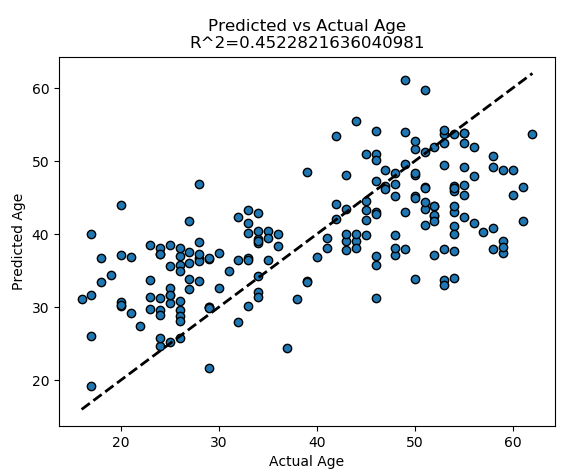 Predicted vs Actual Age
R^2=0.4522821636040981
60
50
40
30
20
Predicted Age
20 30 40 50 60
Actual Age